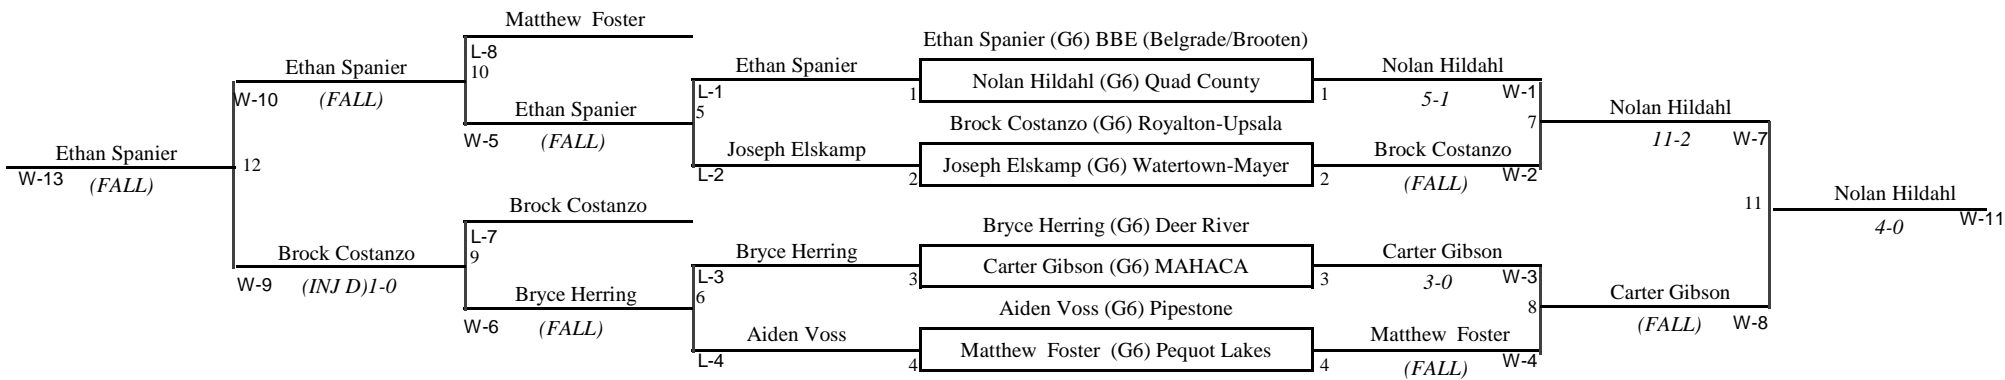 Matthew Foster
L-8
10
Ethan Spanier
W-10
(FALL)
Ethan Spanier
W-5
(FALL)
Ethan Spanier
W-13
(FALL)
12
Brock Costanzo
L-7
9
Brock Costanzo
W-9
(INJ D)1-0
Bryce Herring
W-6
(FALL)
Ethan Spanier
L-1
5
Joseph Elskamp
L-2
Bryce Herring
L-3
6
Aiden Voss
L-4
Ethan Spanier (G6) BBE (Belgrade/Brooten)
1 Nolan Hildahl (G6) Quad County 1
Brock Costanzo (G6) Royalton-Upsala
2 Joseph Elskamp (G6) Watertown-Mayer 2
Bryce Herring (G6) Deer River
3 Carter Gibson (G6) MAHACA 3
Aiden Voss (G6) Pipestone
4 Matthew Foster (G6) Pequot Lakes 4
Nolan Hildahl
5-1
W-1
7
Brock Costanzo
(FALL)
W-2
Carter Gibson
3-0
W-3
8
Matthew Foster
(FALL)
W-4
Nolan Hildahl
11-2
W-7
11
Carter Gibson
(FALL)
W-8
Nolan Hildahl
4-0
W-11